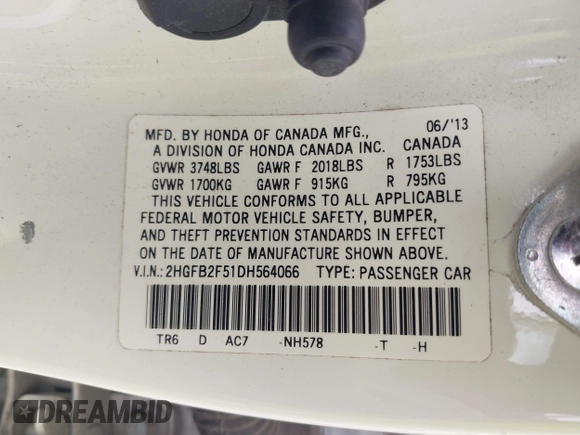 MFD. BY HONDA OF CANADA MFG., 06/'13
A DIVISION OF HONDA CANADA INC. CANADA
GVWR 3748LBS GAWR F 2018LBS R 1753LBS
GVWR 1700KG GAWR F 915KG R 795KG
THIS VEHICLE CONFORMS TO ALL APPLICABLE
FEDERAL MOTOR VEHICLE SAFETY, BUMPER,
AND THEFT PREVENTION STANDARDS IN EFFECT
ON THE DATE OF MANUFACTURE SHOWN ABOVE.
V.I.N.: 2HGFB2F51DH564066 TYPE: PASSENGER CAR
TR6 D AC7 -NH578 -T -H
DREAMBID